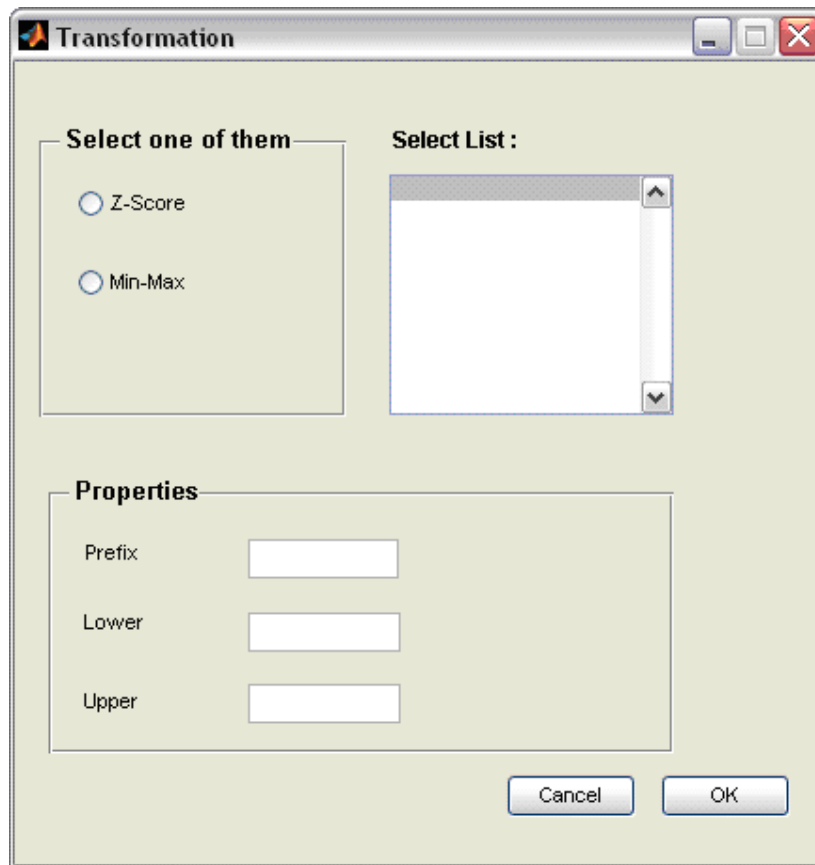 Transformation
Select one of them
Z-Score
Min-Max
Select List :
Properties
Prefix
Lower
Upper
Cancel
OK